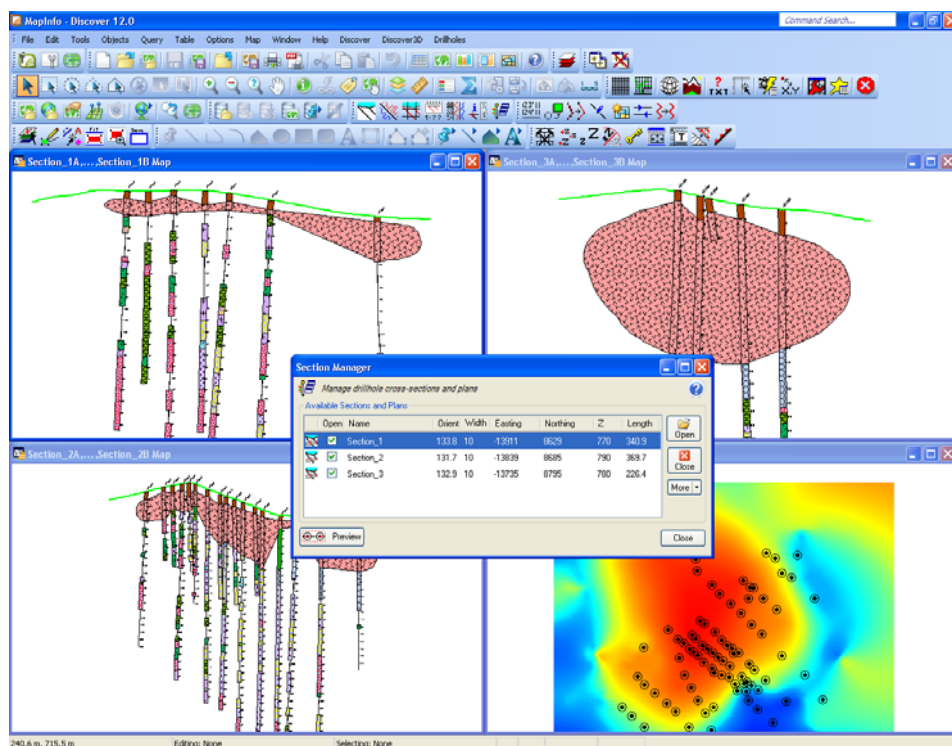 MapInfo - Discover 12.0
Command Search...
File Edit Tools Objects Query Table Options Map Window Help Discover Discover3D Drillholes
Section_1A,...,Section_1B Map
Section_3A,...,Section_3B Map
Section Manager
Manage drillhole cross-sections and plans
Available Sections and Plans
Open Name Orient Width Easting Northing Z Length
Section_1 133.8 10 -13911 8629 770 340.9
Section_2 131.7 10 -13839 8685 790 369.7
Section_3 132.9 10 -13735 8795 780 226.4
Open
Close
More
Preview
Close
Section_2A,...,Section_2B Map
240.6 m, 715.5 m Editing: None Selecting: None